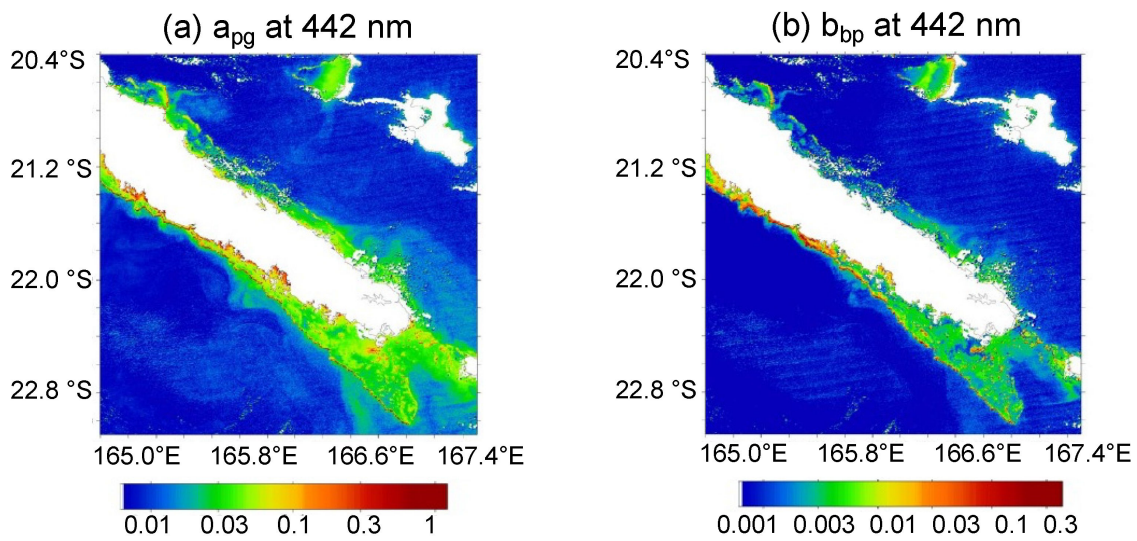 (a) apg at 442 nm
(b) bbp at 442 nm
20.4°S
21.2 °S
22.0 °S
22.8 °S
165.0°E 165.8°E 166.6°E 167.4°E
0.01 0.03 0.1 0.3 1
20.4°S
21.2 °S
22.0 °S
22.8 °S
165.0°E 165.8°E 166.6°E 167.4°E
0.001 0.003 0.01 0.03 0.1 0.3